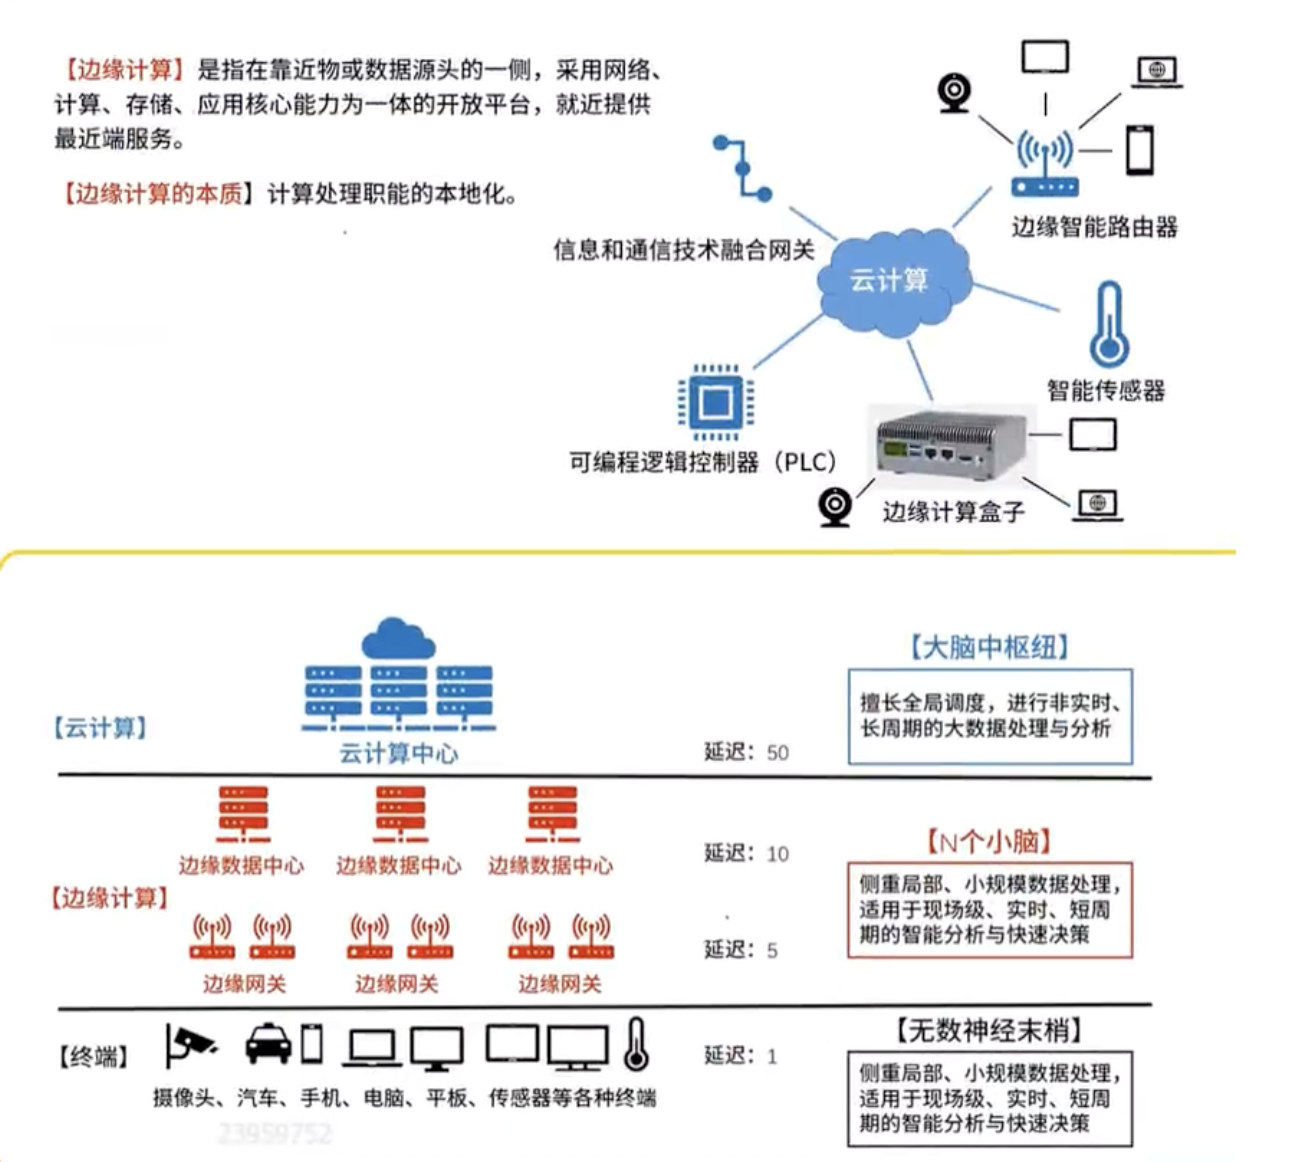 【边缘计算】是指在靠近物或数据源头的一侧，采用网络、
计算、存储、应用核心能力为一体的开放平台，就近提供
最近端服务。
【边缘计算的本质】计算处理职能的本地化。
边缘智能路由器
信息和通信技术融合网关
云计算
智能传感器
可编程逻辑控制器（PLC）
边缘计算盒子
【大脑中枢纽】
擅长全局调度，进行非实时、
长周期的大数据处理与分析
【云计算】
云计算中心
延迟：50
边缘数据中心 边缘数据中心 边缘数据中心
延迟：10
【N个小脑】
侧重局部、小规模数据处理，
适用于现场级、实时、短周
期的智能分析与快速决策
【边缘计算】
延迟：5
边缘网关 边缘网关 边缘网关
【无数神经末梢】
【终端】
延迟：1
侧重局部、小规模数据处理，
适用于现场级、实时、短周
期的智能分析与快速决策
摄像头、汽车、手机、电脑、平板、传感器等各种终端
23959752